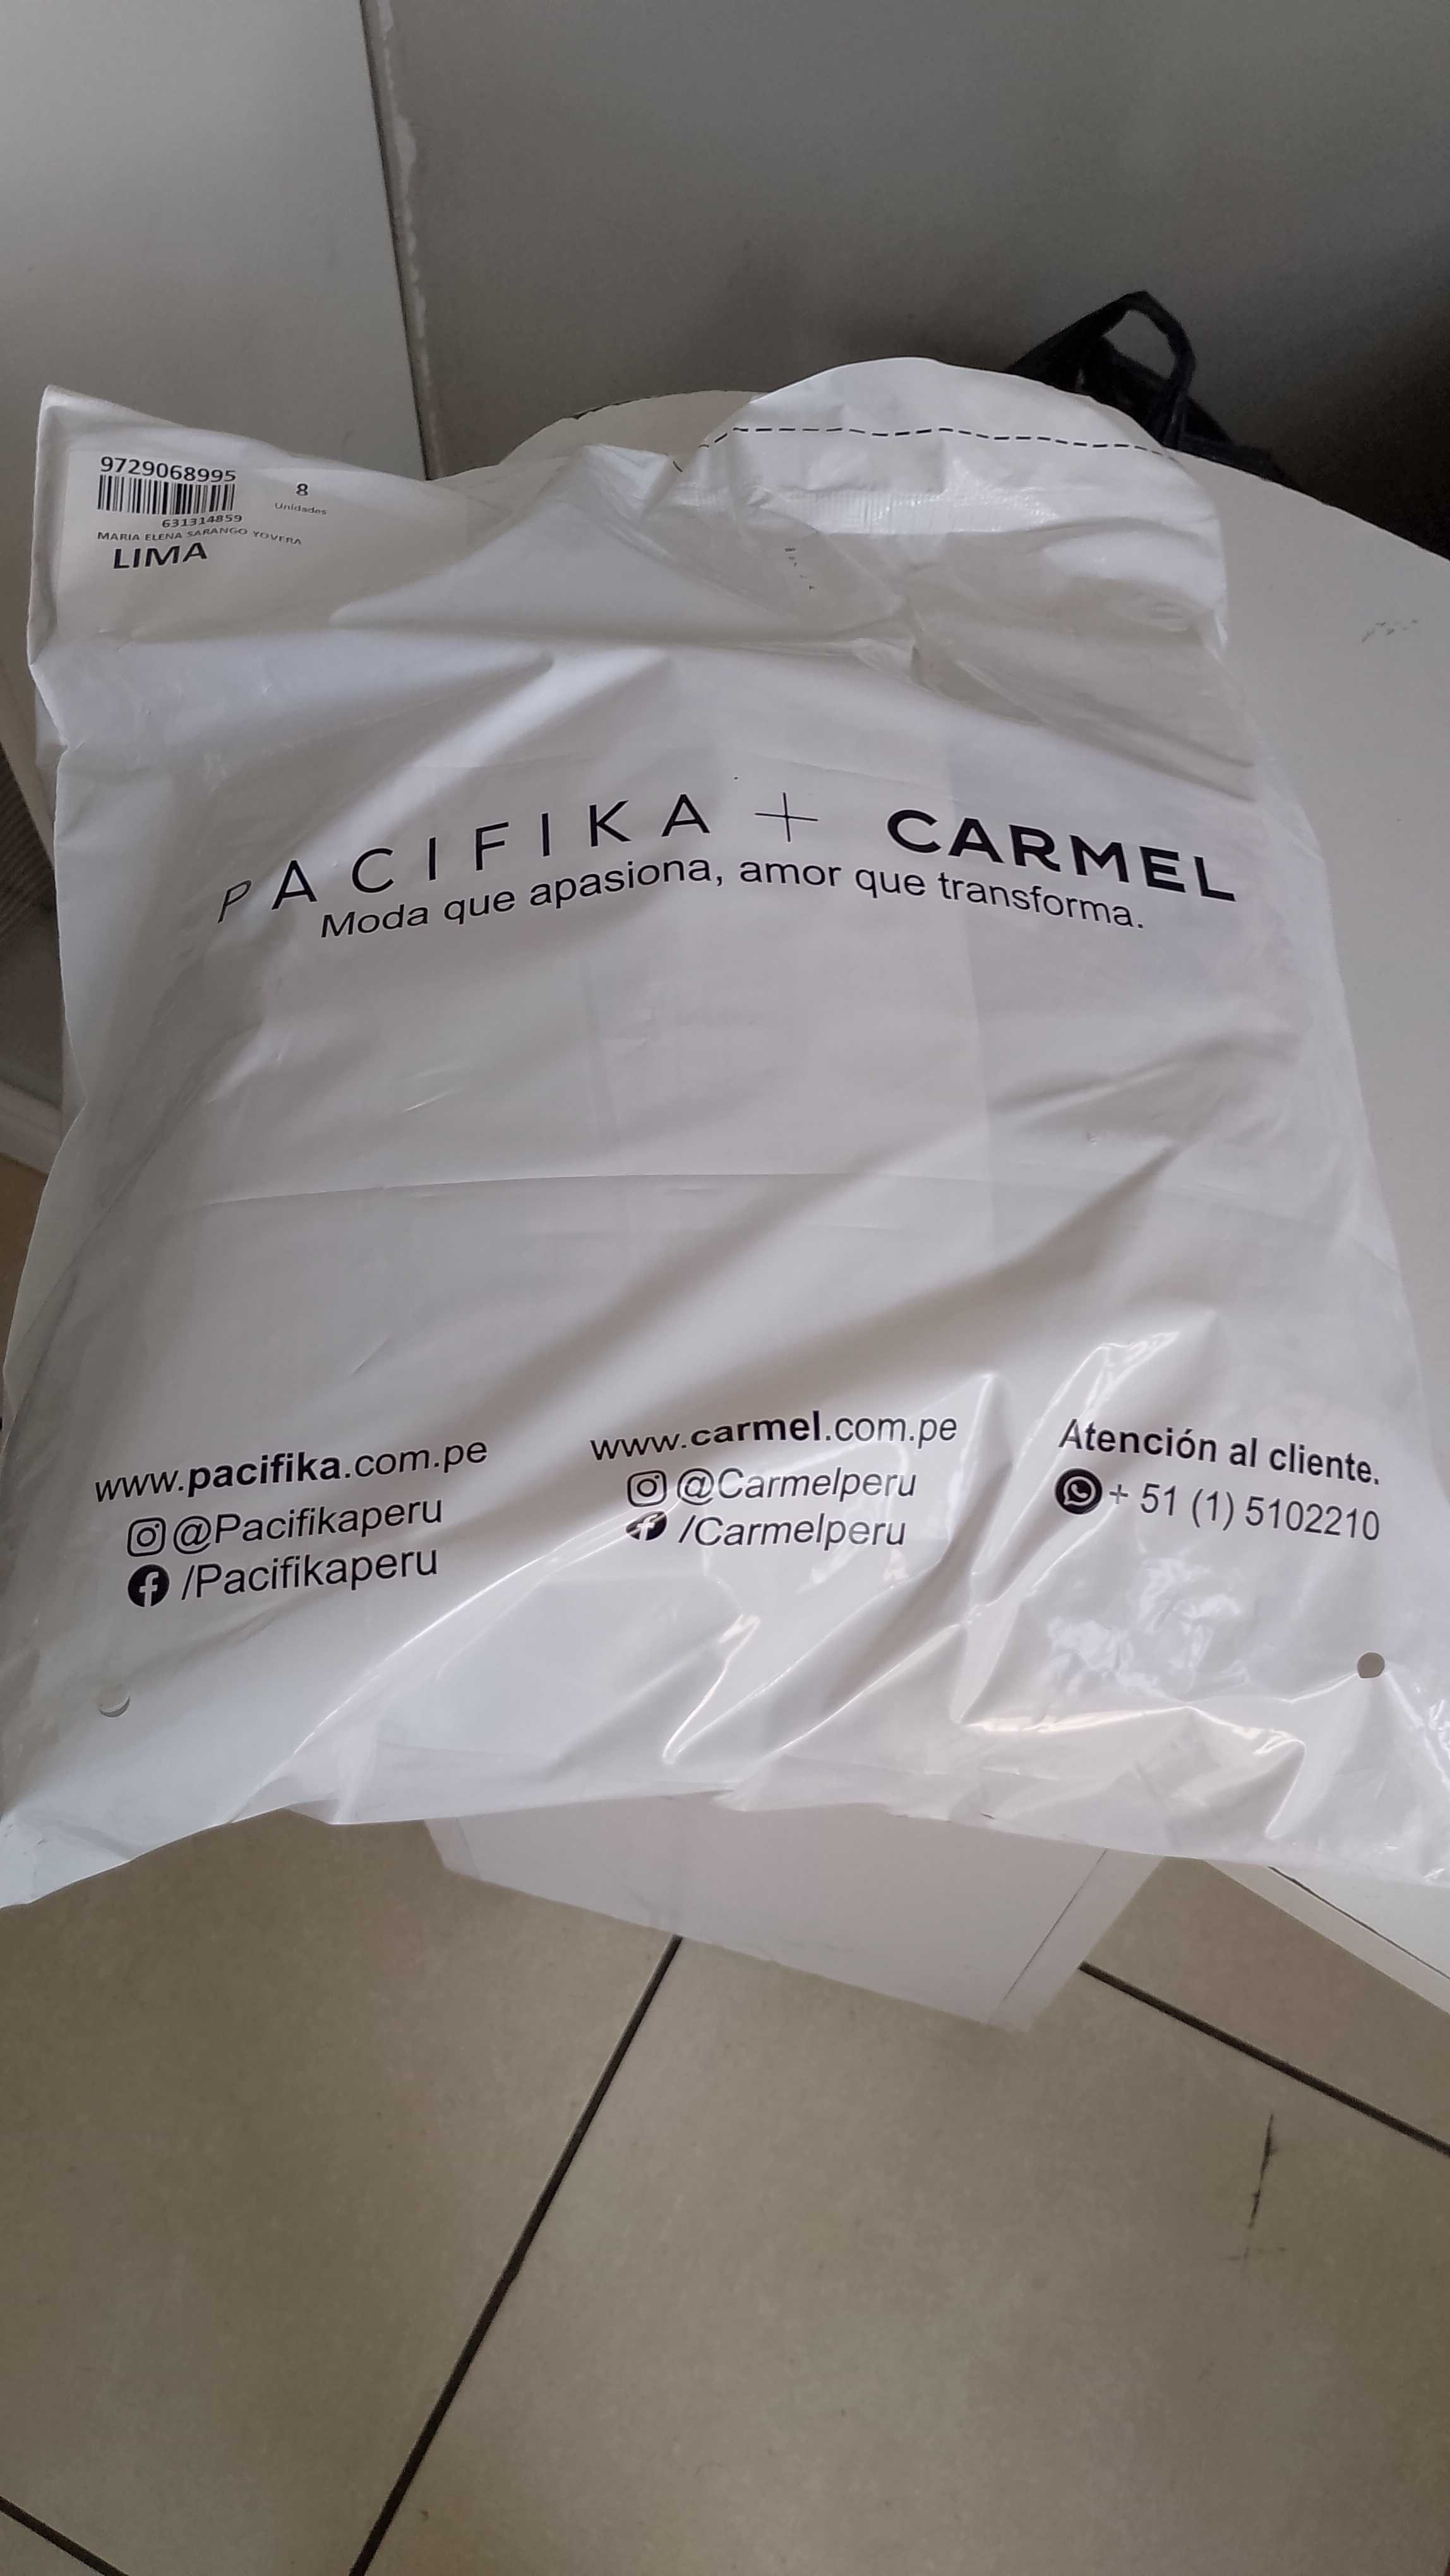 9729068995
8
Unidades
631314859
MARIA ELENA SARANGO YOVERA
LIMA
PACIFIKA + CARMEL
Moda que apasiona, amor que transforma.
www.pacifika.com.pe
@Pacifikaperu
/Pacifikaperu
www.carmel.com.pe
@Carmelperu
/Carmelperu
Atención al cliente.
+ 51 (1) 5102210